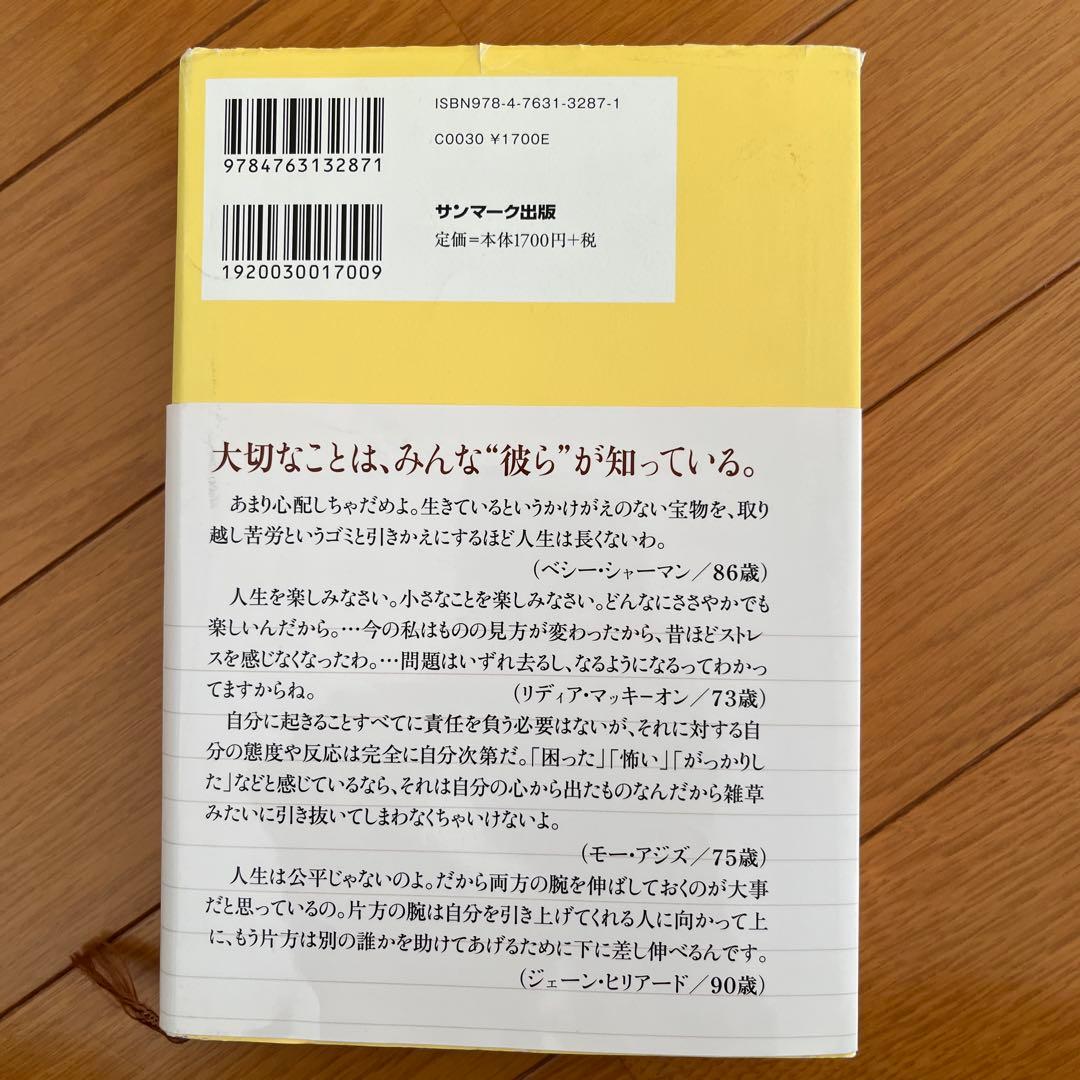 ISBN978-4-7631-3287-1
C0030 ¥1700E
9784763132871
サンマーク出版
定価=本体1700円+税
1920030017009
大切なことは、みんな“彼ら”が知っている。
あまり心配しちゃだめよ。生きているというかけがえのない宝物を、取り
越し苦労というゴミと引きかえにするほど人生は長くないわ。
(ベシー・シャーマン/86歳)
人生を楽しみなさい。小さなことを楽しみなさい。どんなにささやかでも
楽しいんだから。…今の私はものの見方が変わったから、昔ほどストレ
スを感じなくなったわ。…問題はいずれ去るし、なるようになるってわかっ
てますからね。 (リディア・マッキーオン/73歳)
自分に起きることすべてに責任を負う必要はないが、それに対する自
分の態度や反応は完全に自分次第だ。「困った」「怖い」「がっかりし
た」などと感じているなら、それは自分の心から出たものなんだから雑草
みたいに引き抜いてしまわなくちゃいけないよ。
(モー・アジズ/75歳)
人生は公平じゃないのよ。だから両方の腕を伸ばしておくのが大事
だと思っているの。片方の腕は自分を引き上げてくれる人に向かって上
に、もう片方は別の誰かを助けてあげるために下に差し伸べるんです。
(ジェーン・ヒリアード/90歳)